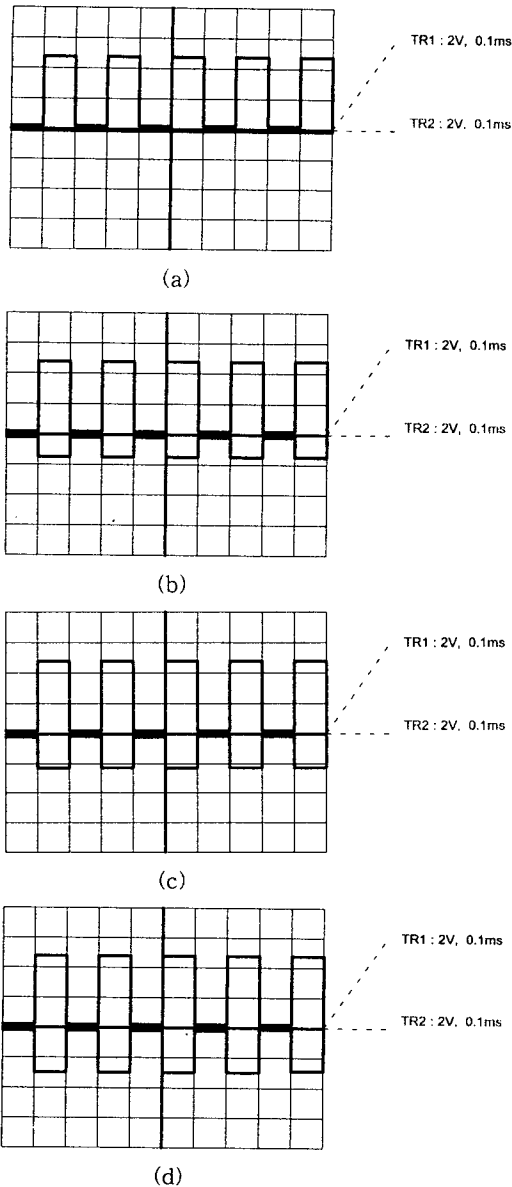 TR1 : 2V, 0.1ms
TR2 : 2V, 0.1ms
(a)
TR1 : 2V, 0.1ms
TR2 : 2V, 0.1ms
(b)
TR1 : 2V, 0.1ms
TR2 : 2V, 0.1ms
(c)
TR1 : 2V, 0.1ms
TR2 : 2V, 0.1ms
(d)